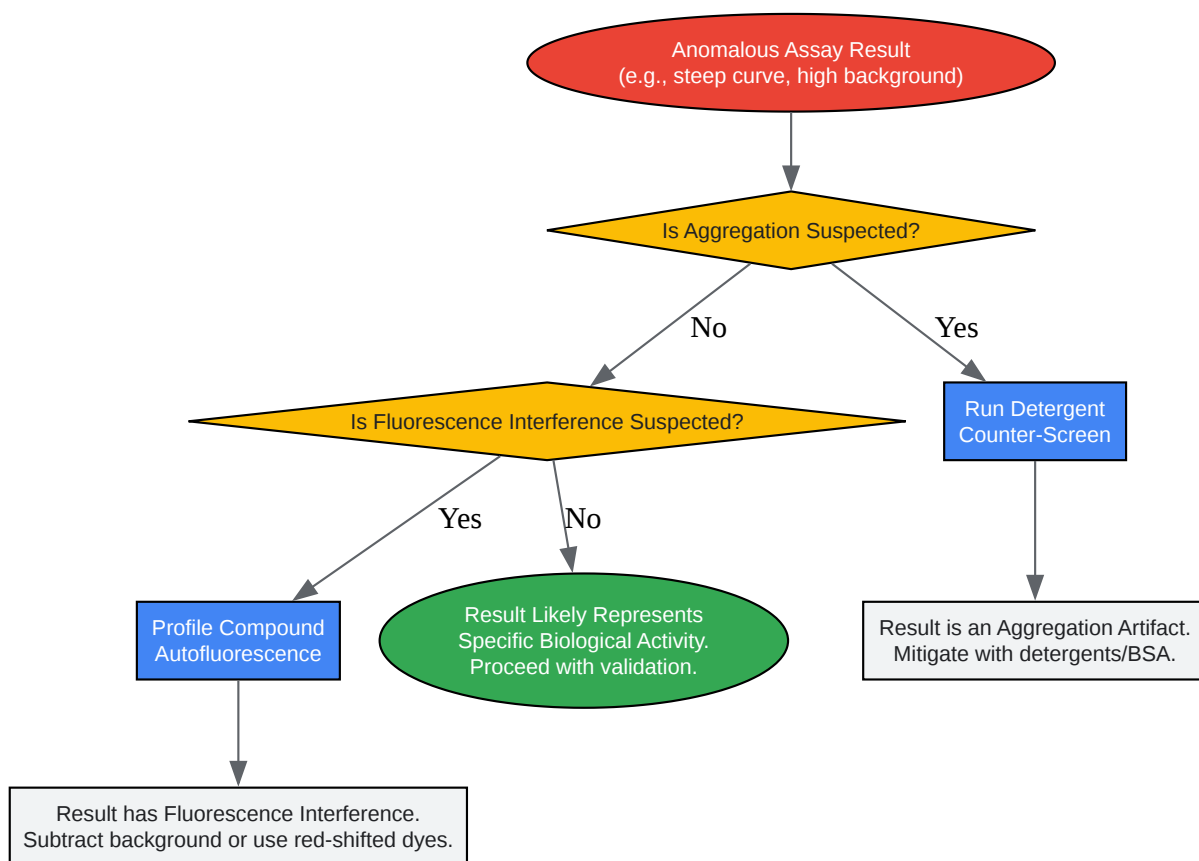 Anomalous Assay Result
(e.g., steep curve, high background)
Is Aggregation Suspected?
No
Yes
Is Fluorescence Interference Suspected?
Run Detergent
Counter-Screen
Yes
No
Profile Compound
Autofluorescence
Result Likely Represents
Specific Biological Activity.
Proceed with validation.
Result is an Aggregation Artifact.
Mitigate with detergents/BSA.
Result has Fluorescence Interference.
Subtract background or use red-shifted dyes.